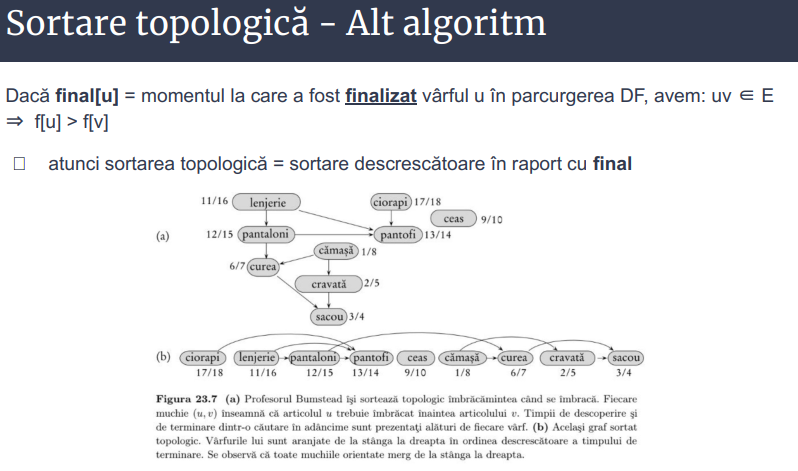 Sortare topologică - Alt algoritm
Dacă final[u] = momentul la care a fost finalizat vârful u în parcurgerea DF, avem: uv ∈ E
⇒ f[u] > f[v]
atunci sortarea topologică = sortare descrescătoare în raport cu final
11/16 lenjerie ciorapi 17/18
ceas 9/10
(a) 12/15 pantaloni pantofi 13/14
cămaşă 1/8
6/7 curea
cravată 2/5
sacou 3/4
(b) ciorapi lenjerie pantaloni pantofi ceas cămaşă curea cravată sacou
17/18 11/16 12/15 13/14 9/10 1/8 6/7 2/5 3/4
Figura 23.7 (a) Profesorul Bumstead îşi sortează topologic îmbrăcămintea când se îmbracă. Fiecare
muchie (u, v) înseamnă că articolul u trebuie îmbrăcat înaintea articolului v. Timpii de descoperire şi
de terminare dintr-o căutare în adâncime sunt prezentaţi alături de fiecare vârf. (b) Acelaşi graf sortat
topologic. Vârfurile lui sunt aranjate de la stânga la dreapta în ordinea descrescătoare a timpului de
terminare. Se observă că toate muchiile orientate merg de la stânga la dreapta.